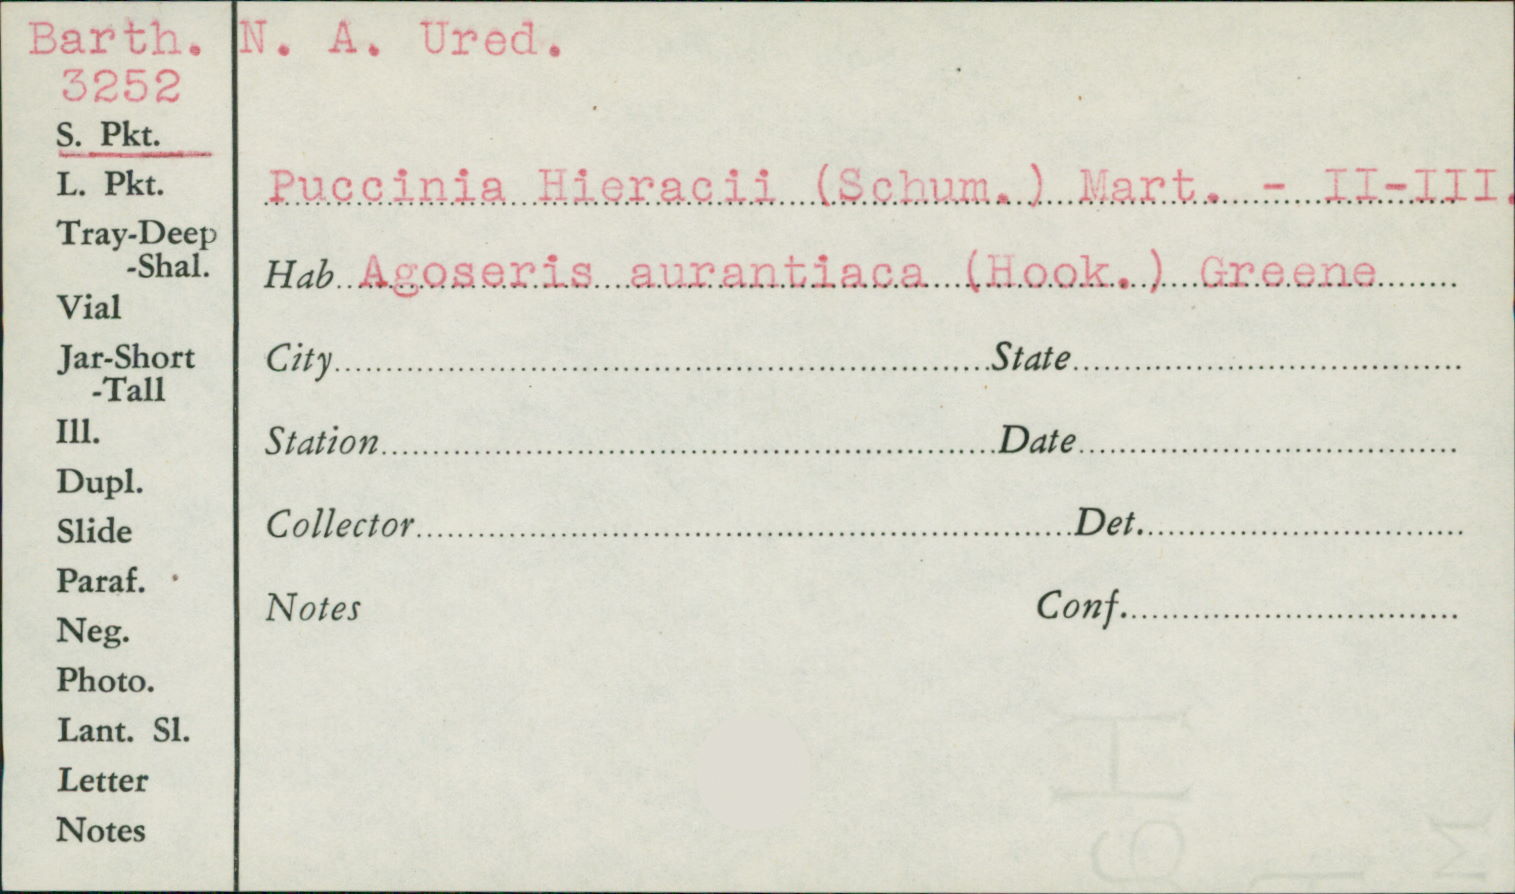 Barth. N. A. Ured.
3252
S. Pkt.
L. Pkt.
Tray-Deep
-Shal.
Vial
Jar-Short
-Tall
Ill.
Dupl.
Slide
Paraf.
Neg.
Photo.
Lant. Sl.
Letter
Notes
Puccinia Hieracii (Schum.) Mart. - II-III.
Hab. Agoseris aurantiaca (Hook.) Greene
City State
Station Date
Collector Det.
Notes Conf.